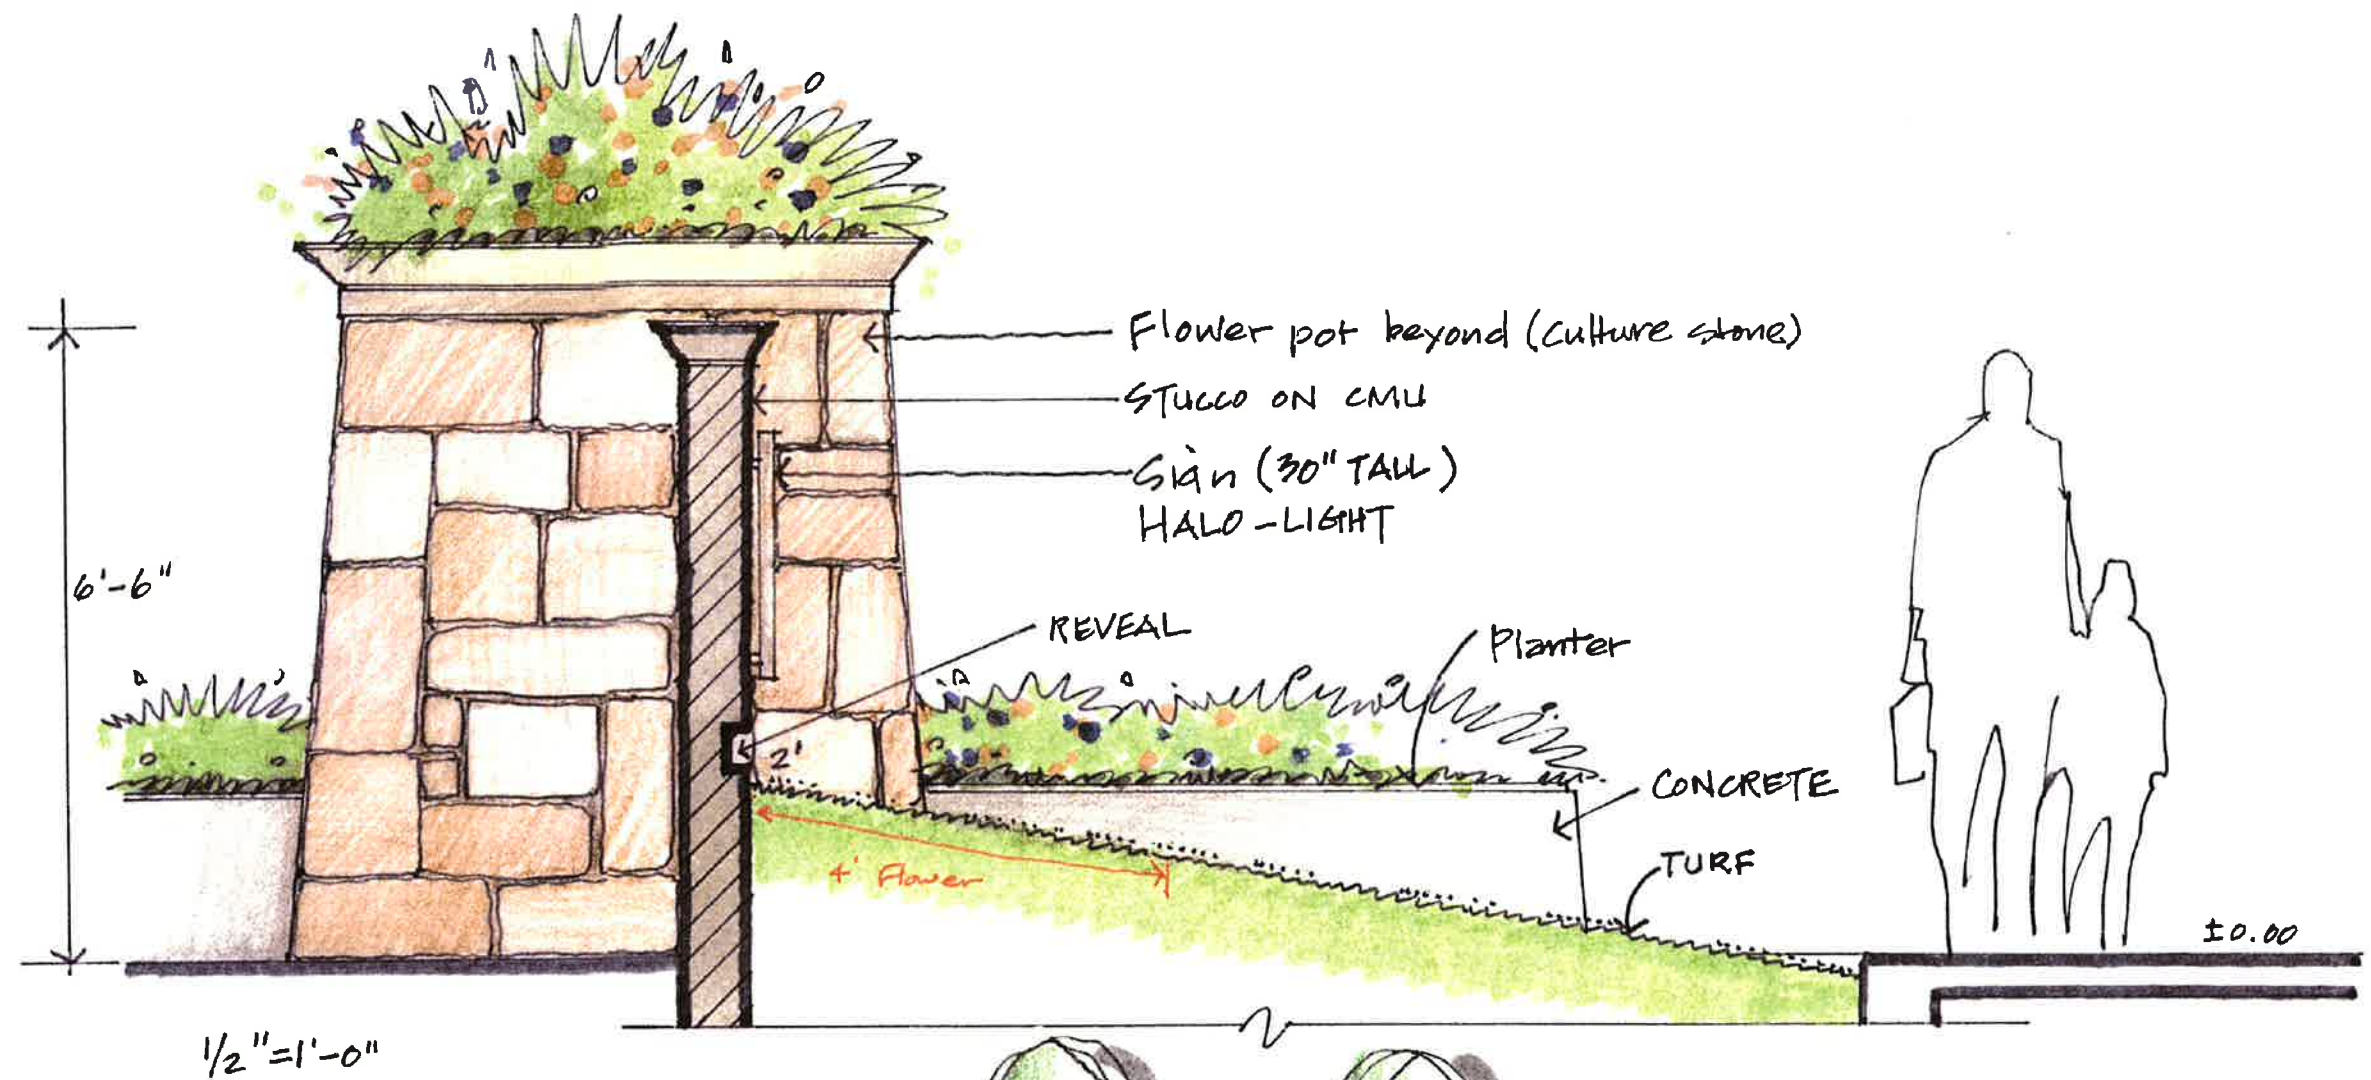 Flower pot beyond (culture stone)
STUCCO ON CMU
Sign (30" TALL)
HALO-LIGHT
6'-6"
REVEAL
Planter
2'
CONCRETE
4' Flower
TURF
±0.00
1/2"=1'-0"